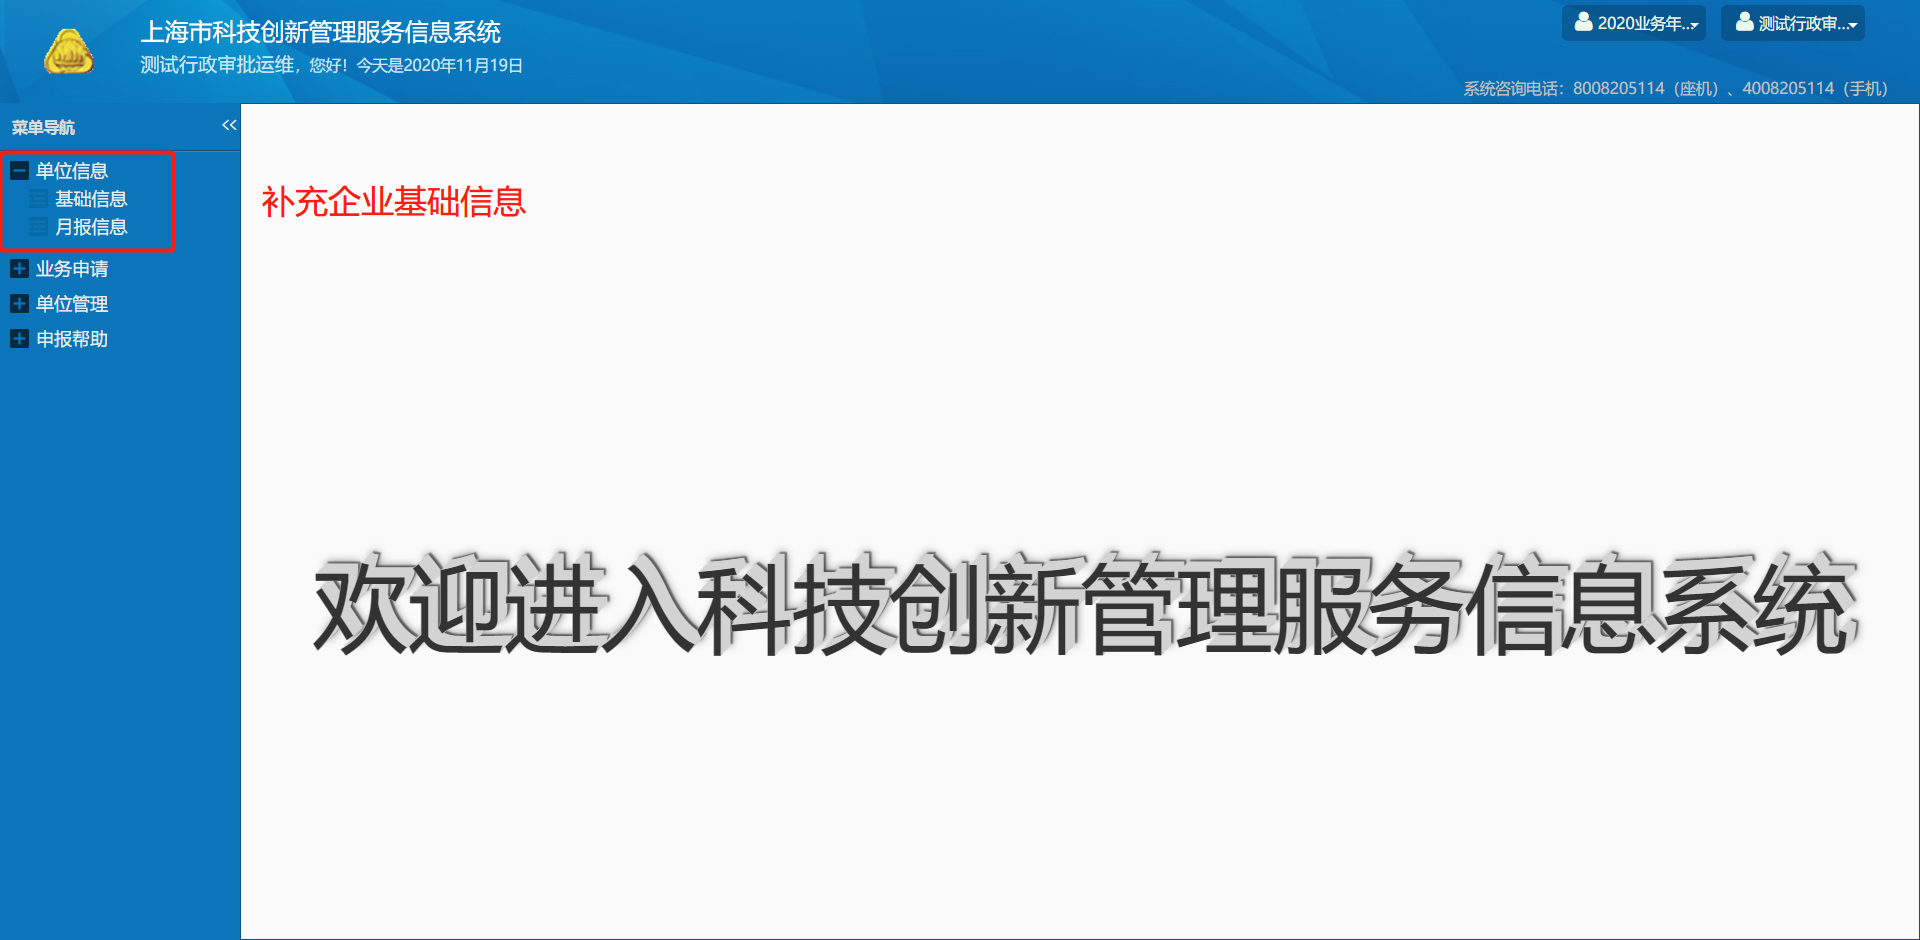 上海市科技创新管理服务信息系统
测试行政审批运维，您好！今天是2020年11月19日
2020业务年...
测试行政审...
系统咨询电话：8008205114（座机）、4008205114（手机）
菜单导航
单位信息
基础信息
月报信息
业务申请
单位管理
申报帮助
补充企业基础信息
欢迎进入科技创新管理服务信息系统